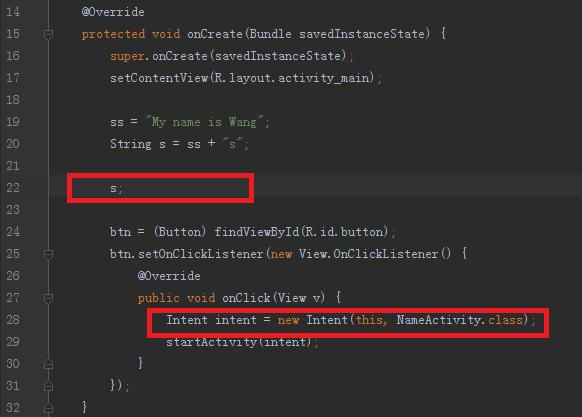 14 @Override
15 protected void onCreate(Bundle savedInstanceState) {
16 super.onCreate(savedInstanceState);
17 setContentView(R.layout.activity_main);
18
19 ss = "My name is Wang";
20 String s = ss + "s";
21
22 s;
23
24 btn = (Button) findViewById(R.id.button);
25 btn.setOnClickListener(new View.OnClickListener() {
26 @Override
27 public void onClick(View v) {
28 Intent intent = new Intent(this, NameActivity.class);
29 startActivity(intent);
30 }
31 });
32 }